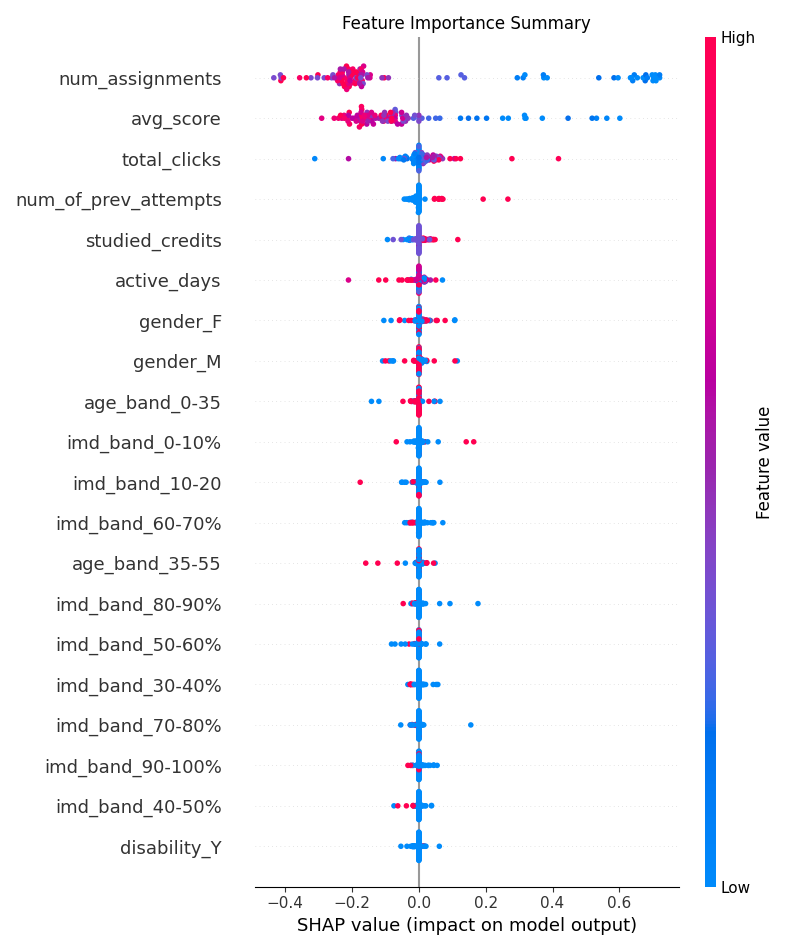 Feature Importance Summary
High
num_assignments
avg_score
total_clicks
num_of_prev_attempts
studied_credits
active_days
gender_F
gender_M
age_band_0-35
imd_band_0-10%
imd_band_10-20
imd_band_60-70%
age_band_35-55
imd_band_80-90%
imd_band_50-60%
imd_band_30-40%
imd_band_70-80%
imd_band_90-100%
imd_band_40-50%
disability_Y
Feature value
Low
−0.4 −0.2 0.0 0.2 0.4 0.6
SHAP value (impact on model output)